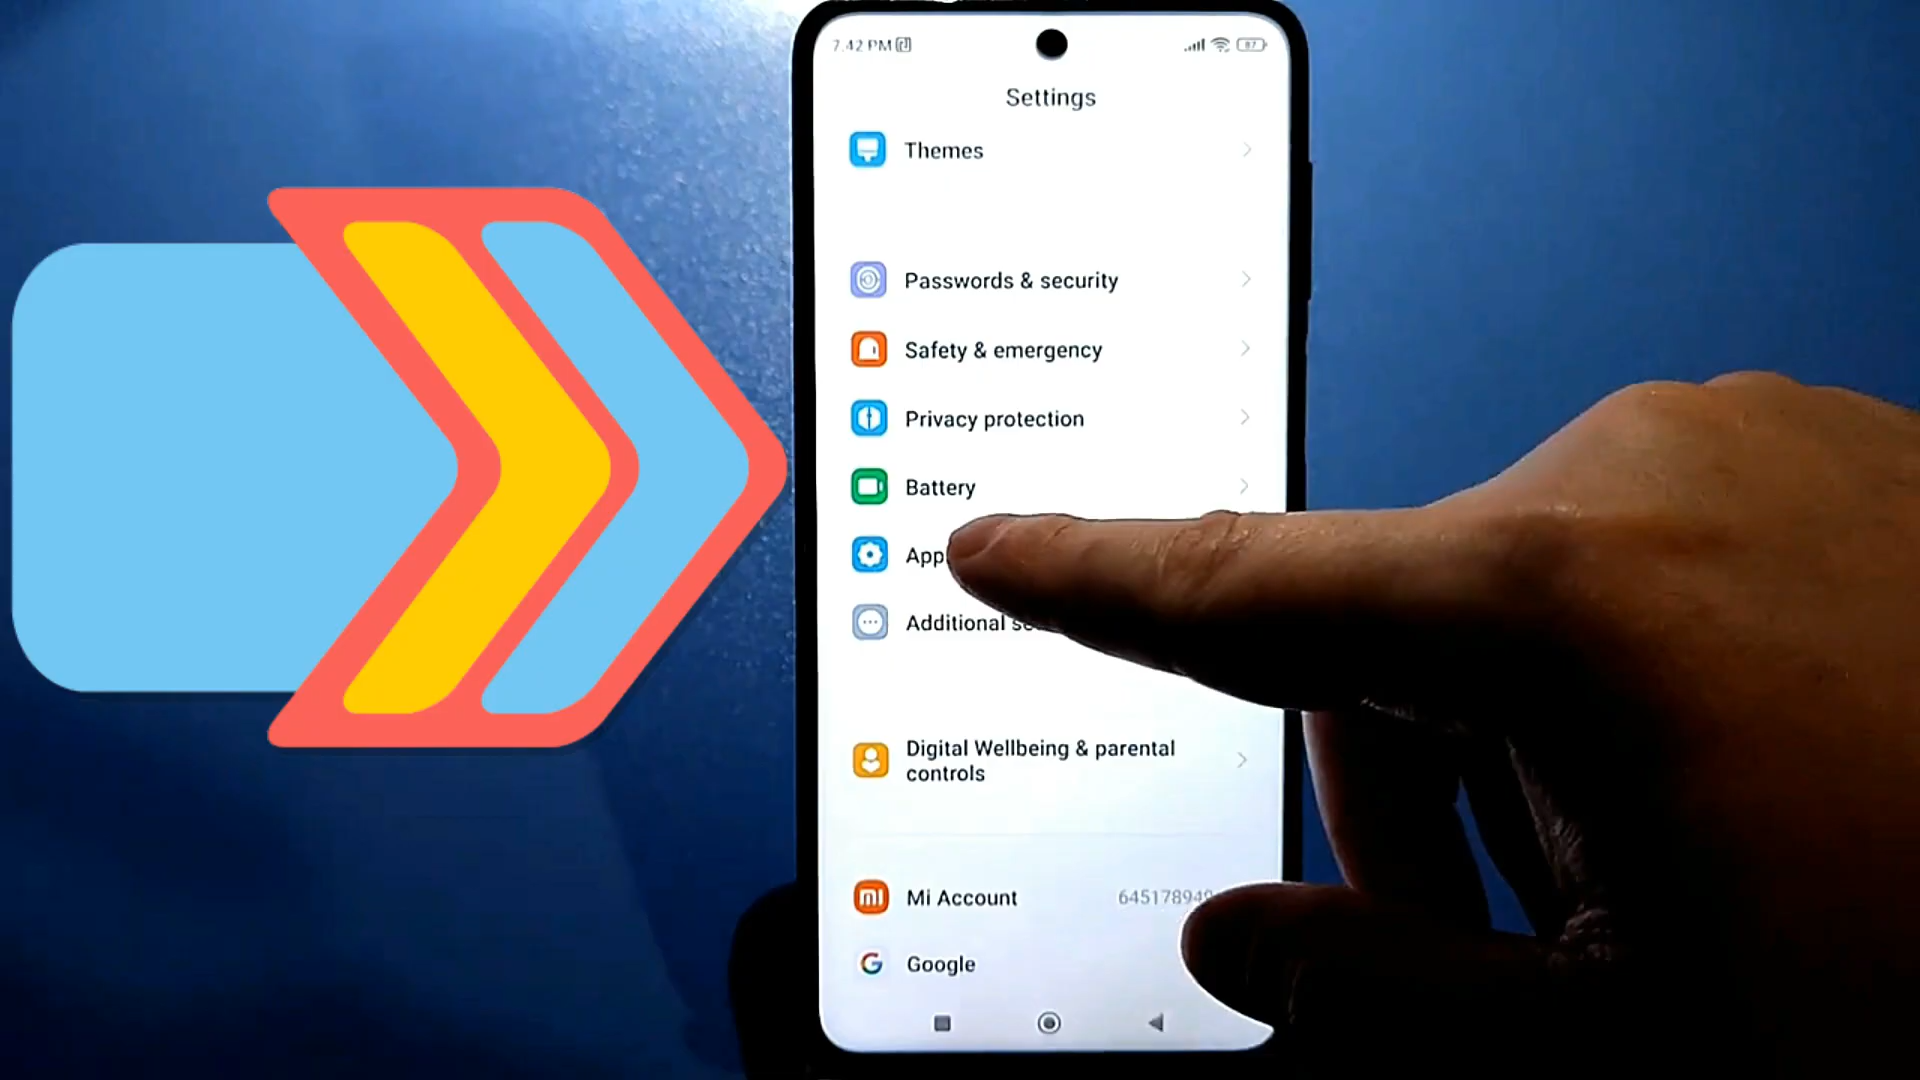 7.42 PM
87
Settings
Themes
Passwords & security
Safety & emergency
Privacy protection
Battery
App
Additional
Digital Wellbeing & parental
controls
Mi Account
Google